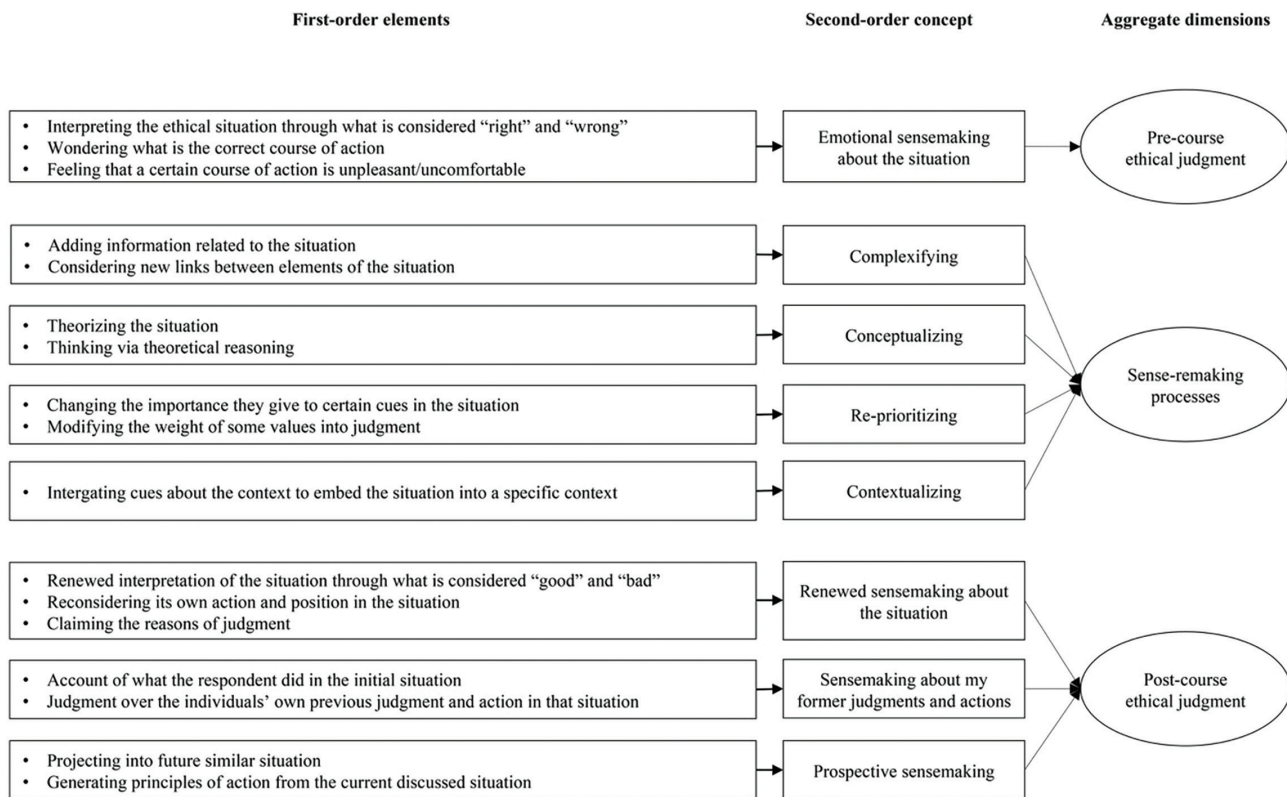 First-order elements
Second-order concept
Aggregate dimensions
• Interpreting the ethical situation through what is considered “right” and “wrong”
• Wondering what is the correct course of action
• Feeling that a certain course of action is unpleasant/uncomfortable
Emotional sensemaking
about the situation
Pre-course
ethical judgment
• Adding information related to the situation
• Considering new links between elements of the situation
Complexifying
• Theorizing the situation
• Thinking via theoretical reasoning
Conceptualizing
• Changing the importance they give to certain cues in the situation
• Modifying the weight of some values into judgment
Re-prioritizing
• Intergating cues about the context to embed the situation into a specific context
Contextualizing
Sense-remaking
processes
• Renewed interpretation of the situation through what is considered “good” and “bad”
• Reconsidering its own action and position in the situation
• Claiming the reasons of judgment
Renewed sensemaking about
the situation
• Account of what the respondent did in the initial situation
• Judgment over the individuals’ own previous judgment and action in that situation
Sensemaking about my
former judgments and actions
Post-course
ethical judgment
• Projecting into future similar situation
• Generating principles of action from the current discussed situation
Prospective sensemaking